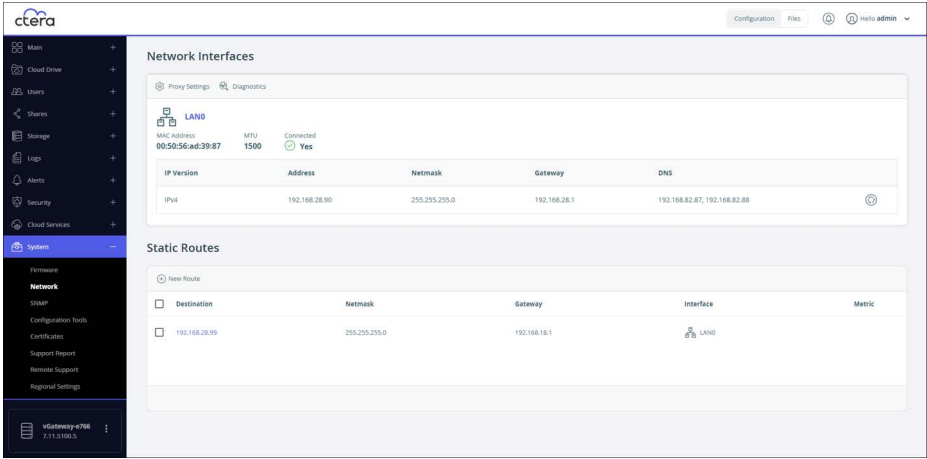 ctera
Configuration Files Hello admin
Main
Cloud Drive
Users
Shares
Storage
Logs
Alerts
Security
Cloud Services
System
Firmware
Network
SNMP
Configuration Tools
Certificates
Support Report
Remote Support
Regional Settings
vGateway-e766
7.11.5100.5
Network Interfaces
Proxy Settings Diagnostics
LAN0
MAC Address MTU Connected
00:50:56:ad:39:87 1500 Yes
IP Version Address Netmask Gateway DNS
IPv4 192.168.28.90 255.255.255.0 192.168.28.1 192.168.82.87, 192.168.82.88
Static Routes
New Route
Destination Netmask Gateway Interface Metric
192.168.28.99 255.255.255.0 192.168.18.1 LAN0